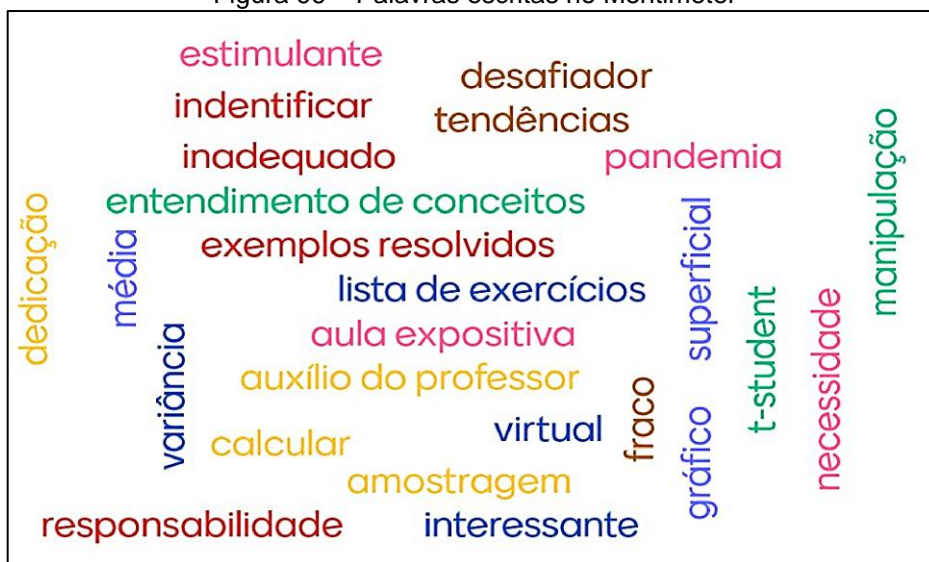 estimulante
desafiador
indentificar
tendências
inadequado
pandemia
manipulação
entendimento de conceitos
dedicação
média
exemplos resolvidos
superficial
lista de exercícios
t-student
necessidade
aula expositiva
variância
auxílio do professor
fraco
virtual
gráfico
calcular
amostragem
responsabilidade
interessante